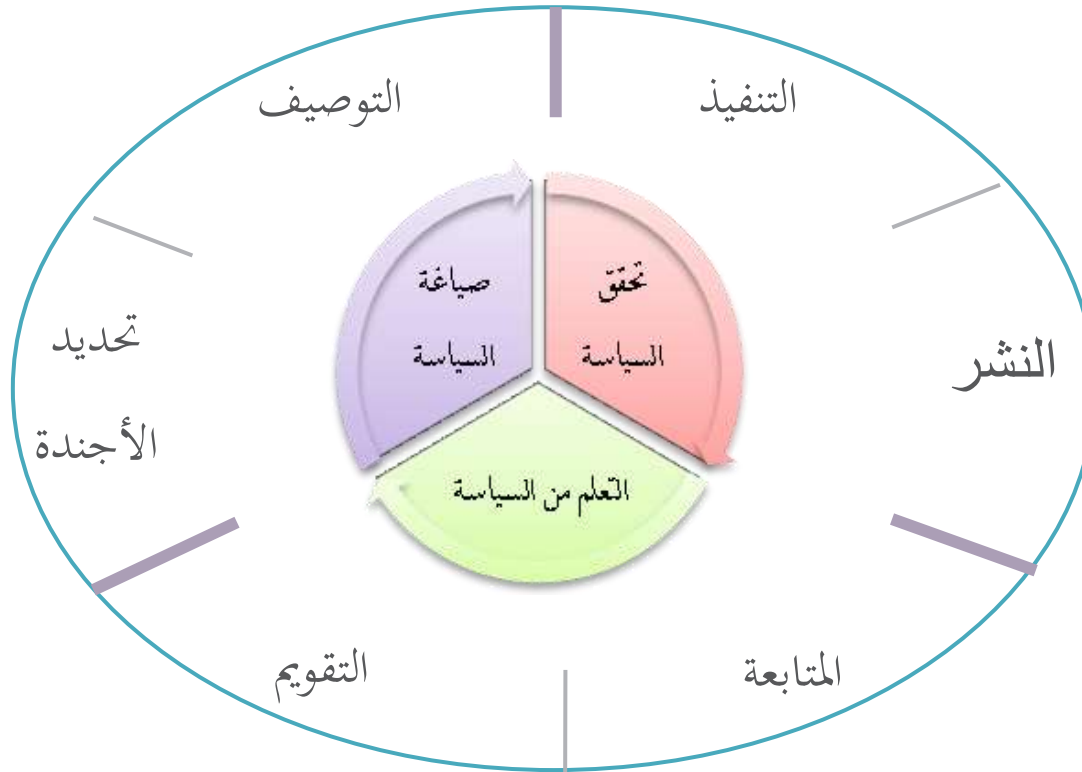 التنفيذ
التوصيف
تحقق
السياسة
صياغة
السياسة
النشر
تحديد
الأجندة
التعلم من السياسة
المتابعة
التقويم